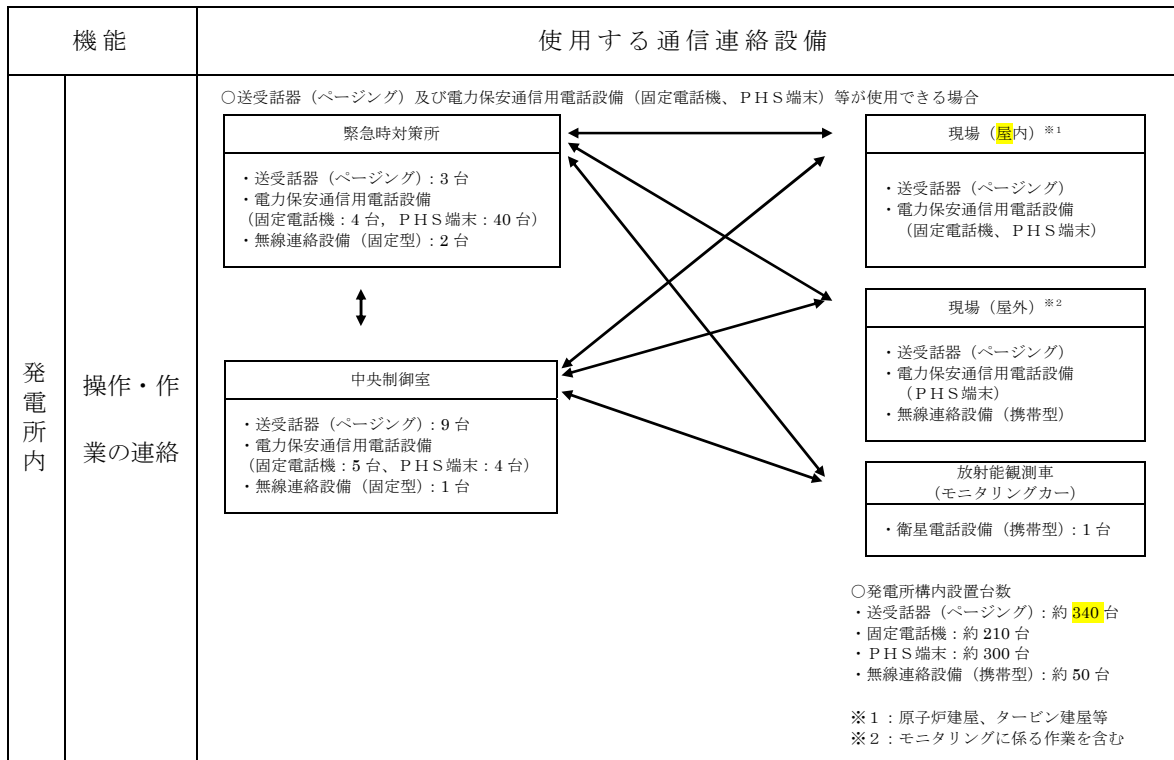 機能
使用する通信連絡設備
発電所内
操作・作
業の連絡
○送受話器（ページング）及び電力保安通信用電話設備（固定電話機、ＰＨＳ端末）等が使用できる場合
緊急時対策所
・送受話器（ページング）：3 台
・電力保安通信用電話設備
（固定電話機：4 台，ＰＨＳ端末：40 台）
・無線連絡設備（固定型）：2 台
中央制御室
・送受話器（ページング）：9 台
・電力保安通信用電話設備
（固定電話機：5 台、ＰＨＳ端末：4 台）
・無線連絡設備（固定型）：1 台
現場（屋内）※1
・送受話器（ページング）
・電力保安通信用電話設備
（固定電話機、ＰＨＳ端末）
現場（屋外）※2
・送受話器（ページング）
・電力保安通信用電話設備
（ＰＨＳ端末）
・無線連絡設備（携帯型）
放射能観測車
（モニタリングカー）
・衛星電話設備（携帯型）：1 台
○発電所構内設置台数
・送受話器（ページング）：約 340 台
・固定電話機：約 210 台
・ＰＨＳ端末：約 300 台
・無線連絡設備（携帯型）：約 50 台
※１：原子炉建屋、タービン建屋等
※２：モニタリングに係る作業を含む